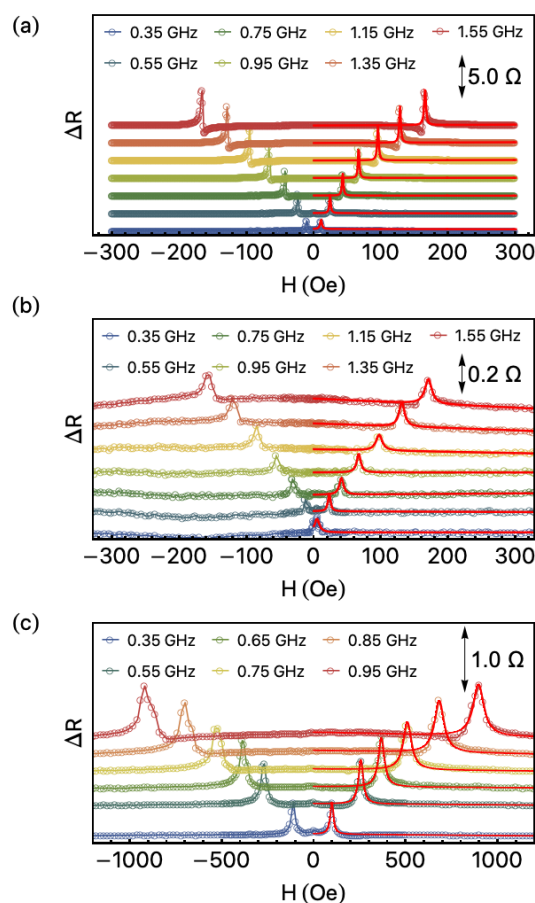 (a)
0.35 GHz 0.75 GHz 1.15 GHz 1.55 GHz
0.55 GHz 0.95 GHz 1.35 GHz
5.0 Ω
ΔR
−300 −200 −100 0 100 200 300
H (Oe)
(b)
0.35 GHz 0.75 GHz 1.15 GHz 1.55 GHz
0.55 GHz 0.95 GHz 1.35 GHz
0.2 Ω
ΔR
−300 −200 −100 0 100 200 300
H (Oe)
(c)
0.35 GHz 0.65 GHz 0.85 GHz
0.55 GHz 0.75 GHz 0.95 GHz
1.0 Ω
ΔR
−1000 −500 0 500 1000
H (Oe)